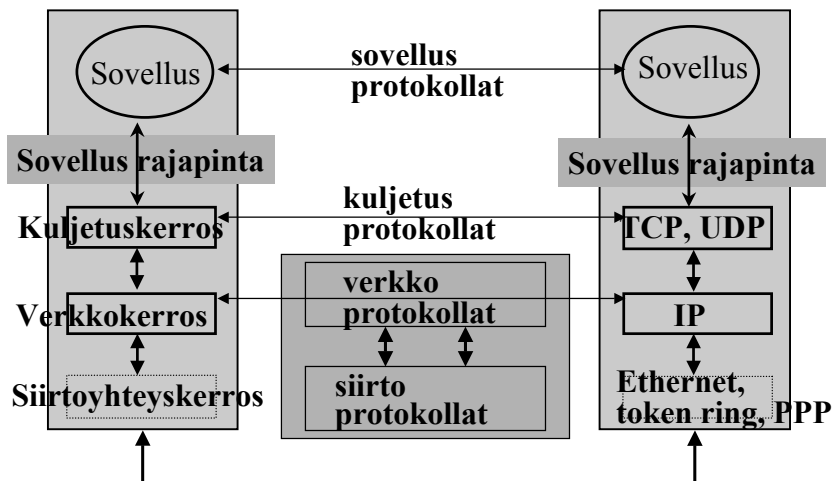 Sovellus
sovellus
protokollat
Sovellus
Sovellus rajapinta
Sovellus rajapinta
Kuljetuskerros
kuljetus
protokollat
TCP, UDP
Verkkokerros
verkko
protokollat
IP
Siirtoyhteyskerros
siirto
protokollat
Ethernet,
token ring, PPP